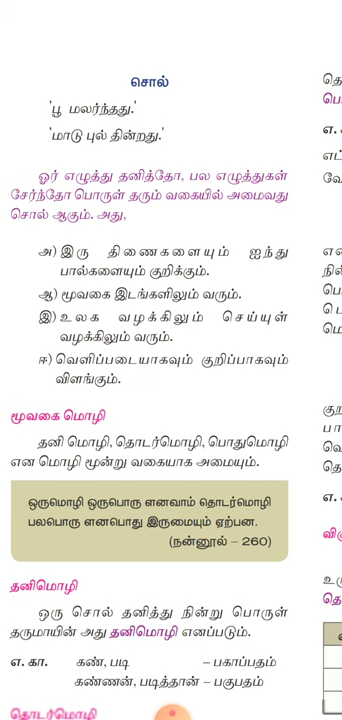 சொல்
'பூ மலர்ந்தது.'
'மாடு புல் தின்றது.'
ஓர் எழுத்து தனித்தோ, பல எழுத்துகள்
சேர்ந்தோ பொருள் தரும் வகையில் அமைவது
சொல் ஆகும். அது,
அ) இரு திணைகளையும் ஐந்து
பால்களையும் குறிக்கும்.
ஆ) மூவகை இடங்களிலும் வரும்.
இ) உலக வழக்கிலும் செய்யுள்
வழக்கிலும் வரும்.
ஈ) வெளிப்படையாகவும் குறிப்பாகவும்
விளங்கும்.
மூவகை மொழி
தனி மொழி, தொடர்மொழி, பொதுமொழி
என மொழி மூன்று வகையாக அமையும்.
ஒருமொழி ஒருபொரு ளனவாம் தொடர்மொழி
பலபொரு ளனபொது இருமையும் ஏற்பன.
(நன்னூல் – 260)
தனிமொழி
ஒரு சொல் தனித்து நின்று பொருள்
தருமாயின் அது தனிமொழி எனப்படும்.
எ. கா. கண், படி – பகாப்பதம்
கண்ணன், படித்தான் – பகுபதம்
தொடர்மொழி